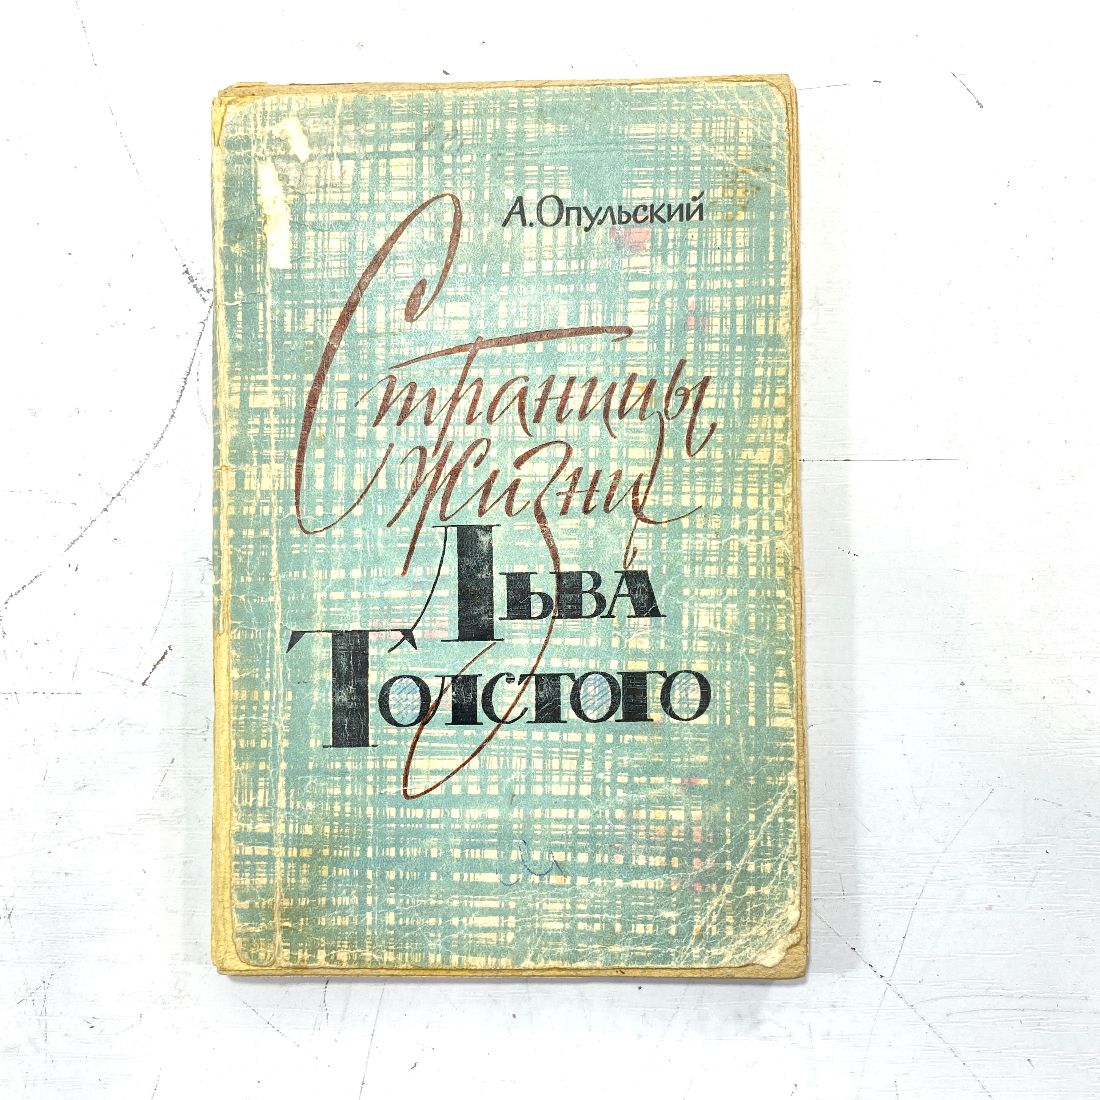 А. Опульский
Страницы
жизни
Льва
Толстого